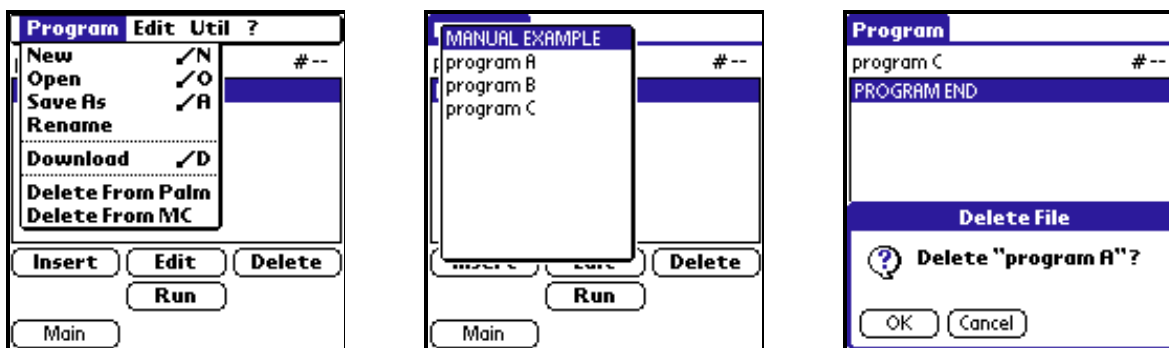 Program Edit Util ?
New ✓N
Open ✓O
Save As ✓A
Rename
Download ✓D
Delete From Palm
Delete From MC
#--
Insert Edit Delete
Run
Main
MANUAL EXAMPLE
program A
program B
program C
#--
Delete
Run
Main
Program
program C #--
PROGRAM END
Delete File
Delete "program A"?
OK Cancel